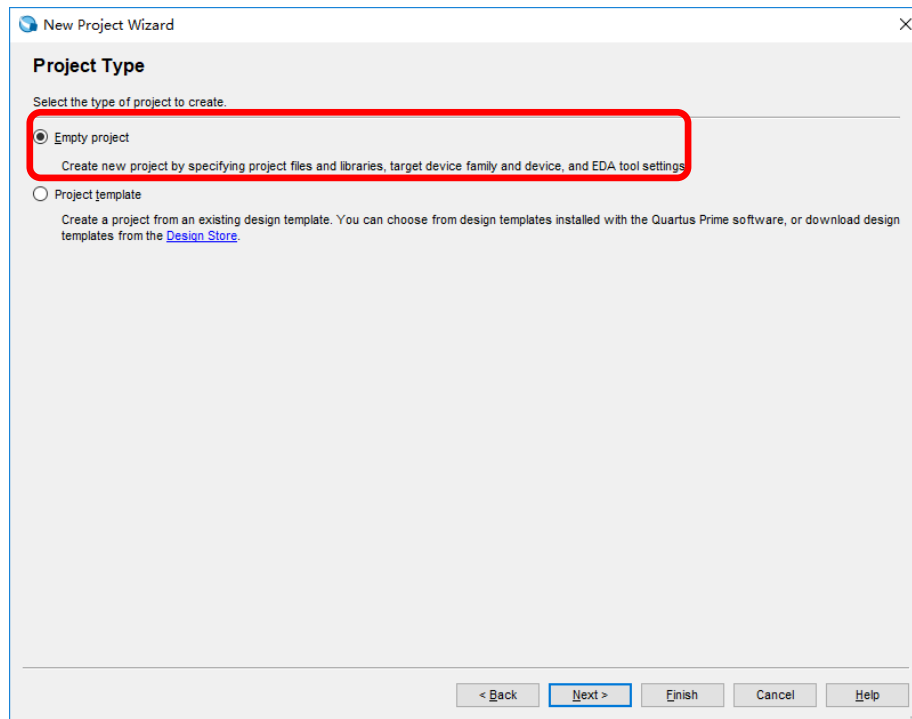 New Project Wizard
Project Type
Select the type of project to create.
Empty project
Create new project by specifying project files and libraries, target device family and device, and EDA tool settings
Project template
Create a project from an existing design template. You can choose from design templates installed with the Quartus Prime software, or download design
templates from the Design Store.
< Back Next > Finish Cancel Help